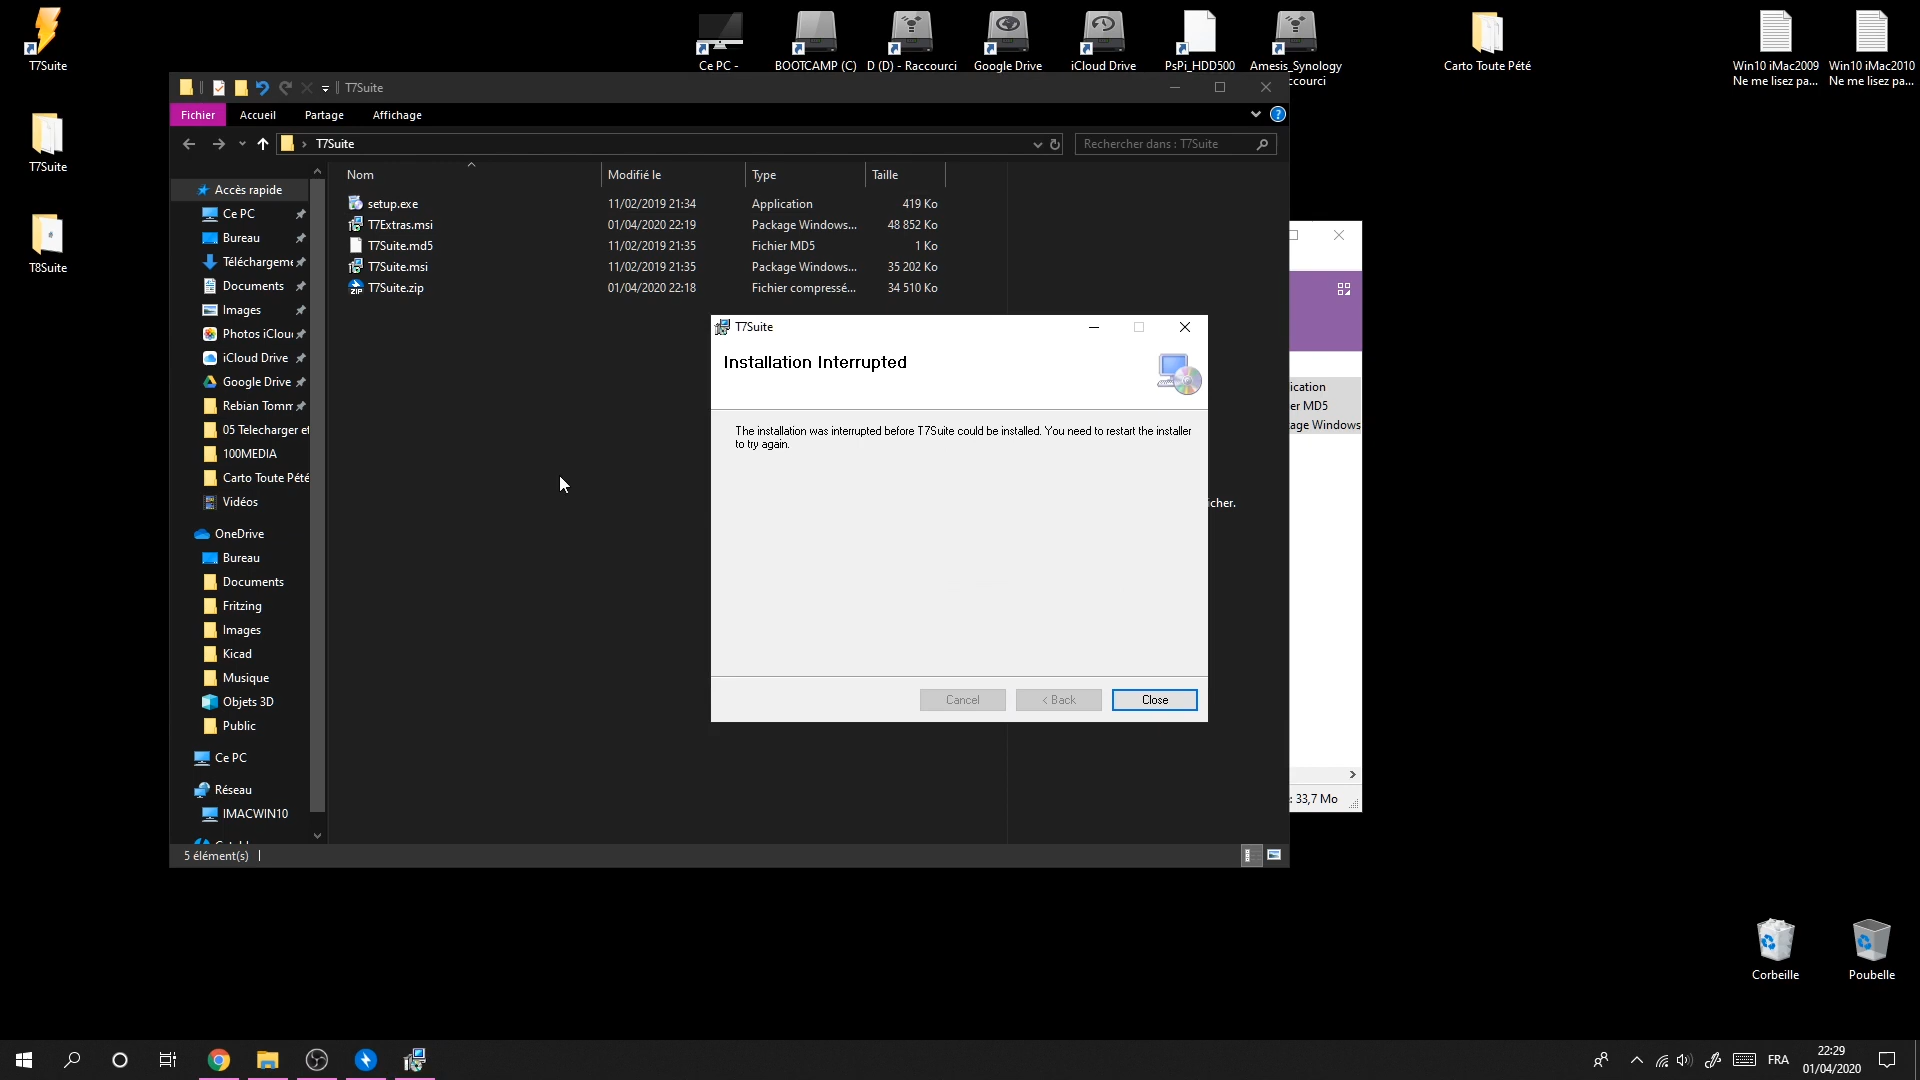 T7Suite
T7Suite
T8Suite
Ce PC -
BOOTCAMP (C)
D (D) - Raccourci
Google Drive
iCloud Drive
PsPi_HDD500
Amesis_Synology
ccourci
Carto Toute Pété
Win10 iMac2009
Ne me lisez pa...
Win10 iMac2010
Ne me lisez pa...
T7Suite
Fichier
Accueil
Partage
Affichage
T7Suite
Rechercher dans : T7Suite
Nom
Modifié le
Type
Taille
setup.exe 11/02/2019 21:34 Application 419 Ko
T7Extras.msi 01/04/2020 22:19 Package Windows... 48 852 Ko
T7Suite.md5 11/02/2019 21:35 Fichier MD5 1 Ko
T7Suite.msi 11/02/2019 21:35 Package Windows... 35 202 Ko
T7Suite.zip 01/04/2020 22:18 Fichier compressé... 34 510 Ko
Accès rapide
Ce PC
Bureau
Téléchargeme
Documents
Images
Photos iClou
iCloud Drive
Google Drive
Rebian Tomm
05 Telecharger et
100MEDIA
Carto Toute Pété
Vidéos
OneDrive
Bureau
Documents
Fritzing
Images
Kicad
Musique
Objets 3D
Public
Ce PC
Réseau
IMACWIN10
5 élément(s)
T7Suite
Installation Interrupted
The installation was interrupted before T7Suite could be installed. You need to restart the installer
to try again.
Cancel
< Back
Close
icher.
ication
er MD5
age Windows
: 33,7 Mo
Corbeille
Poubelle
FRA
22:29
01/04/2020